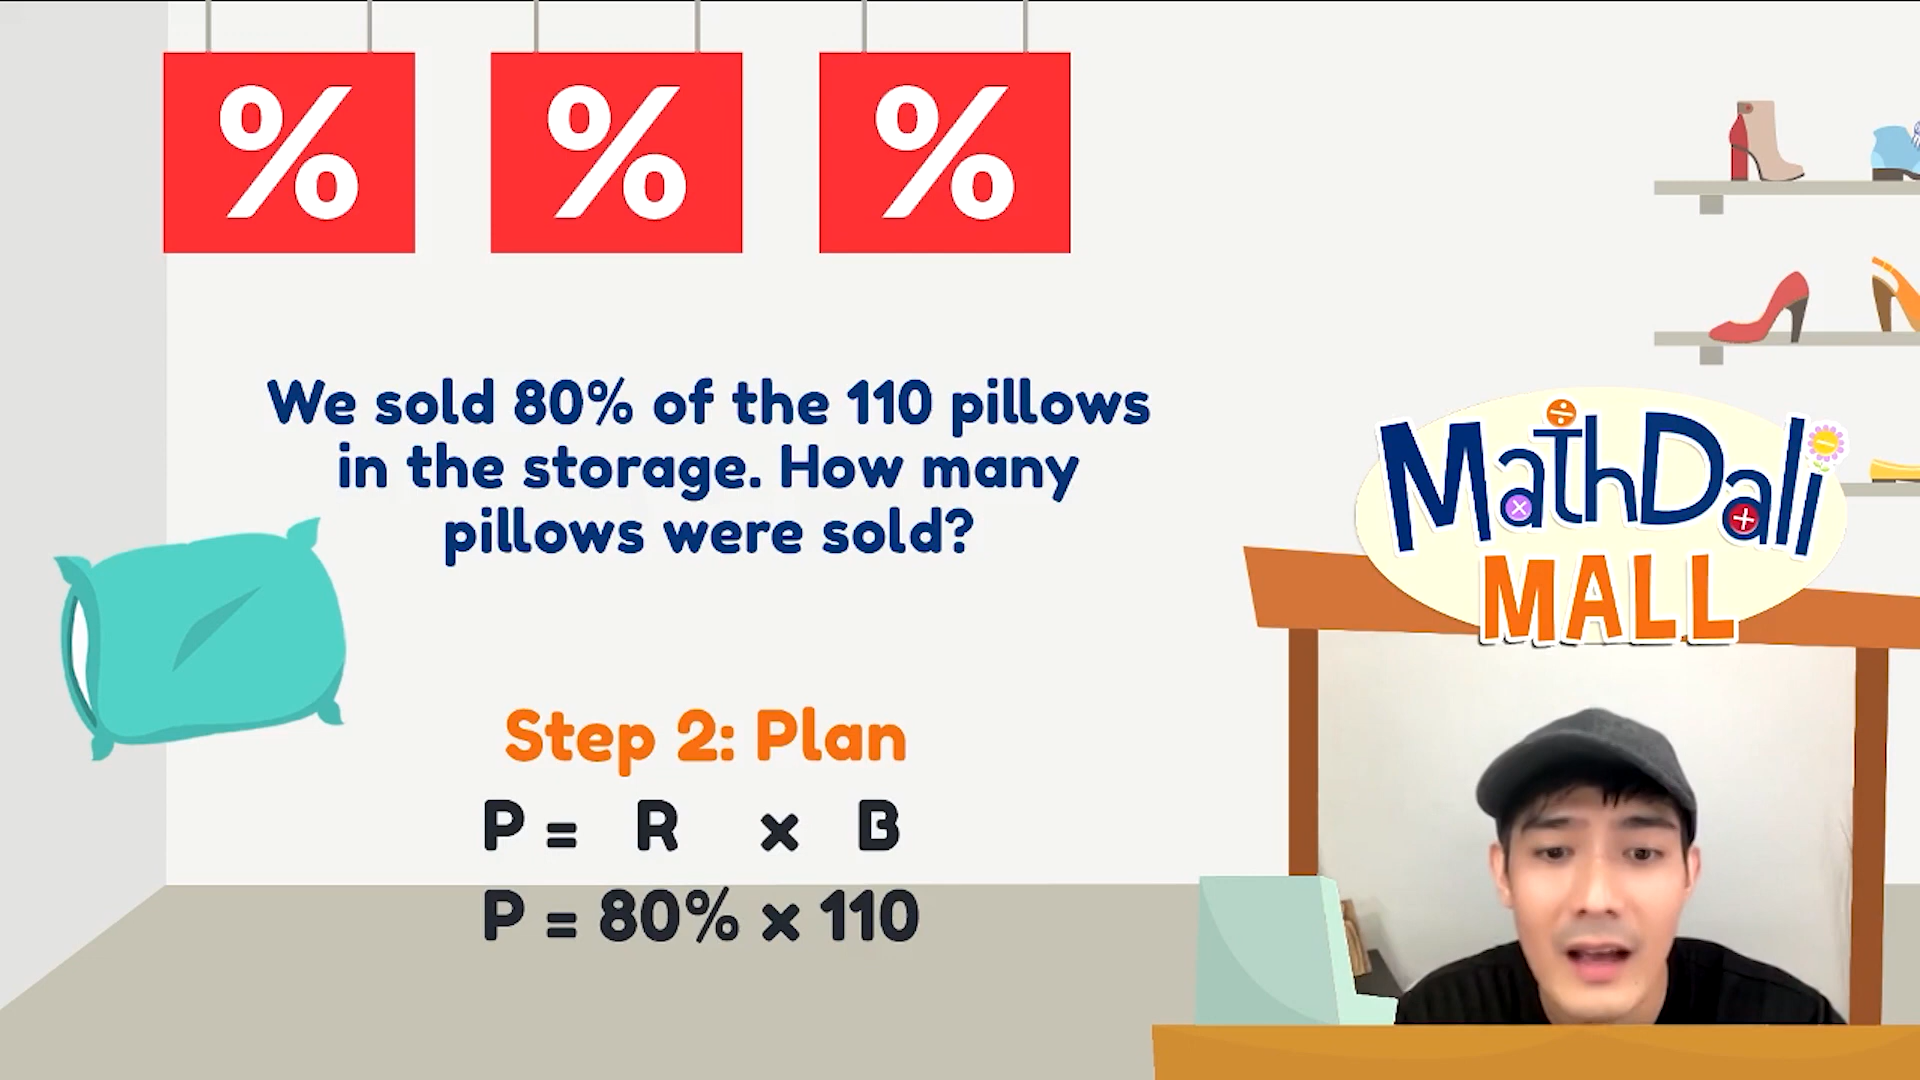 % % %
We sold 80% of the 110 pillows
in the storage. How many
pillows were sold?
MathDali
MALL
Step 2: Plan
P = R × B
P = 80% × 110